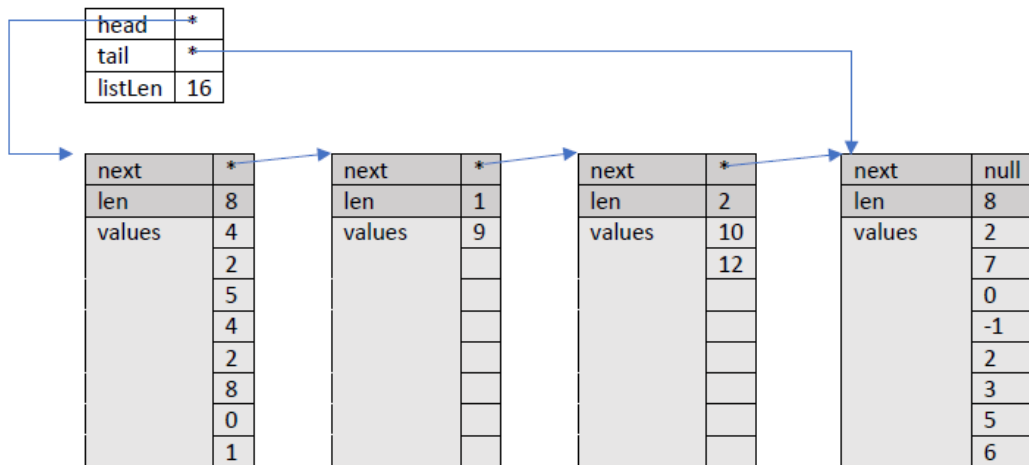 head *
tail *
listLen 16
next * next * next * next null
len 8 len 1 len 2 len 8
values 4 values 9 values 10 values 2
2 12 7
5 0
4 -1
2 2
8 3
0 5
1 6